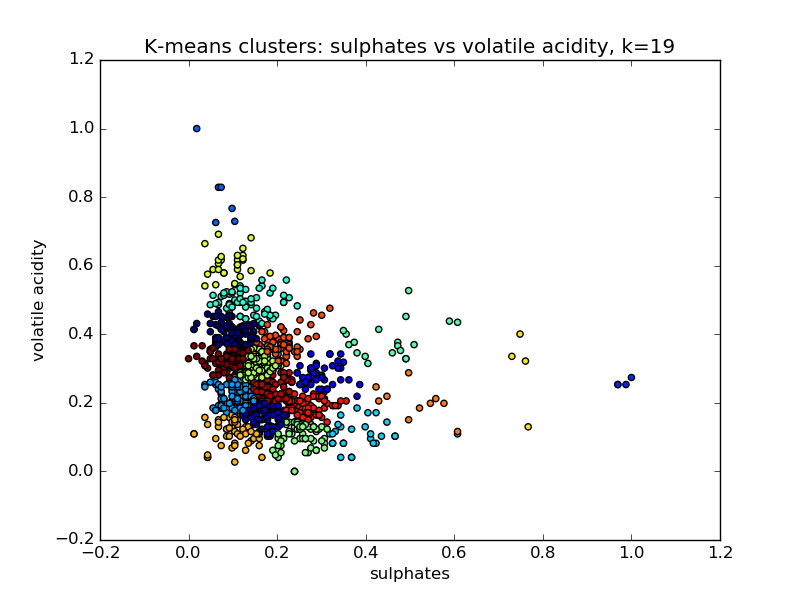 K-means clusters: sulphates vs volatile acidity, k=19
1.2
1.0
0.8
0.6
0.4
0.2
0.0
−0.2
volatile acidity
−0.2 0.0 0.2 0.4 0.6 0.8 1.0 1.2
sulphates